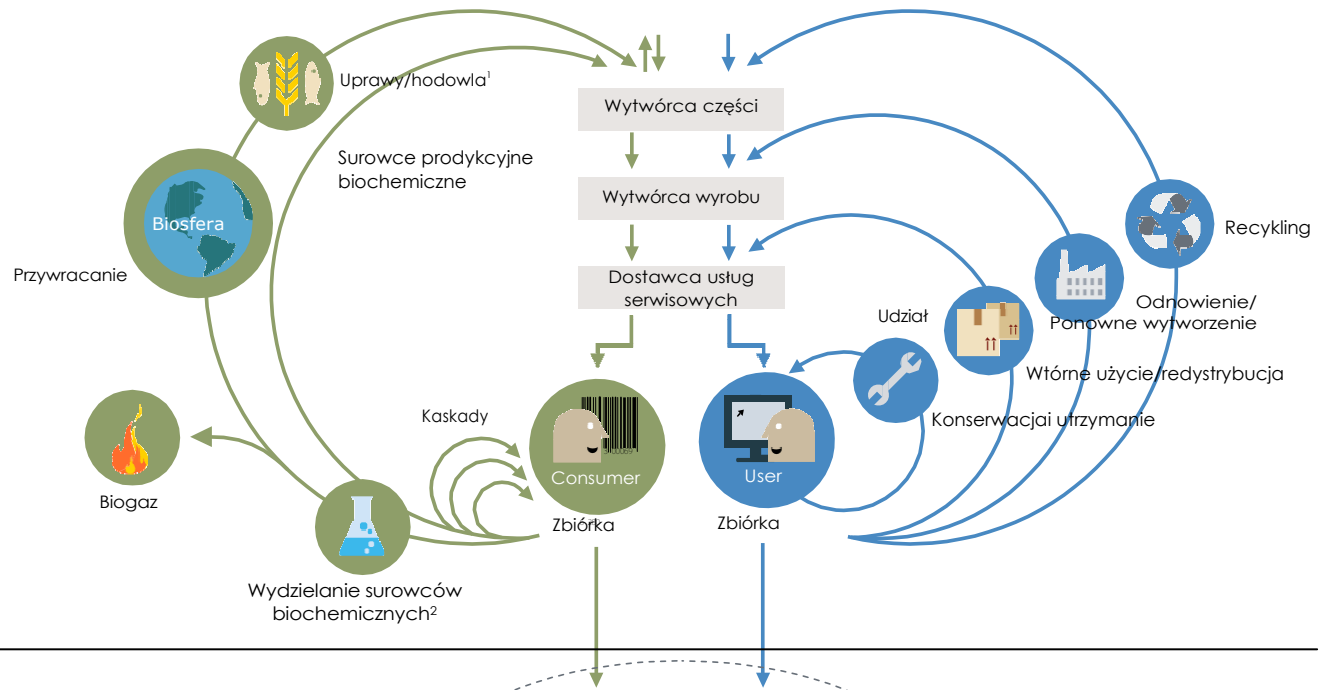 Uprawy/hodowla¹
Wytwórca części
Surowce prodykcyjne
biochemiczne
Wytwórca wyrobu
Biosfera
Recykling
Przywracanie
Dostawca usług
serwisowych
Odnowienie/
Ponowne wytworzenie
Udział
Wtórne użycie/redystrybucja
Kaskady
Konserwacjai utrzymanie
Consumer
User
Biogaz
Zbiórka
Zbiórka
Wydzielanie surowców
biochemicznych²